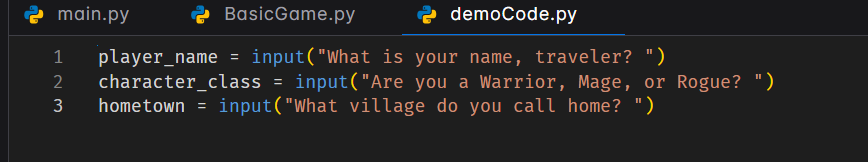 main.py BasicGame.py demoCode.py
1 player_name = input("What is your name, traveler? ")
2 character_class = input("Are you a Warrior, Mage, or Rogue? ")
3 hometown = input("What village do you call home? ")